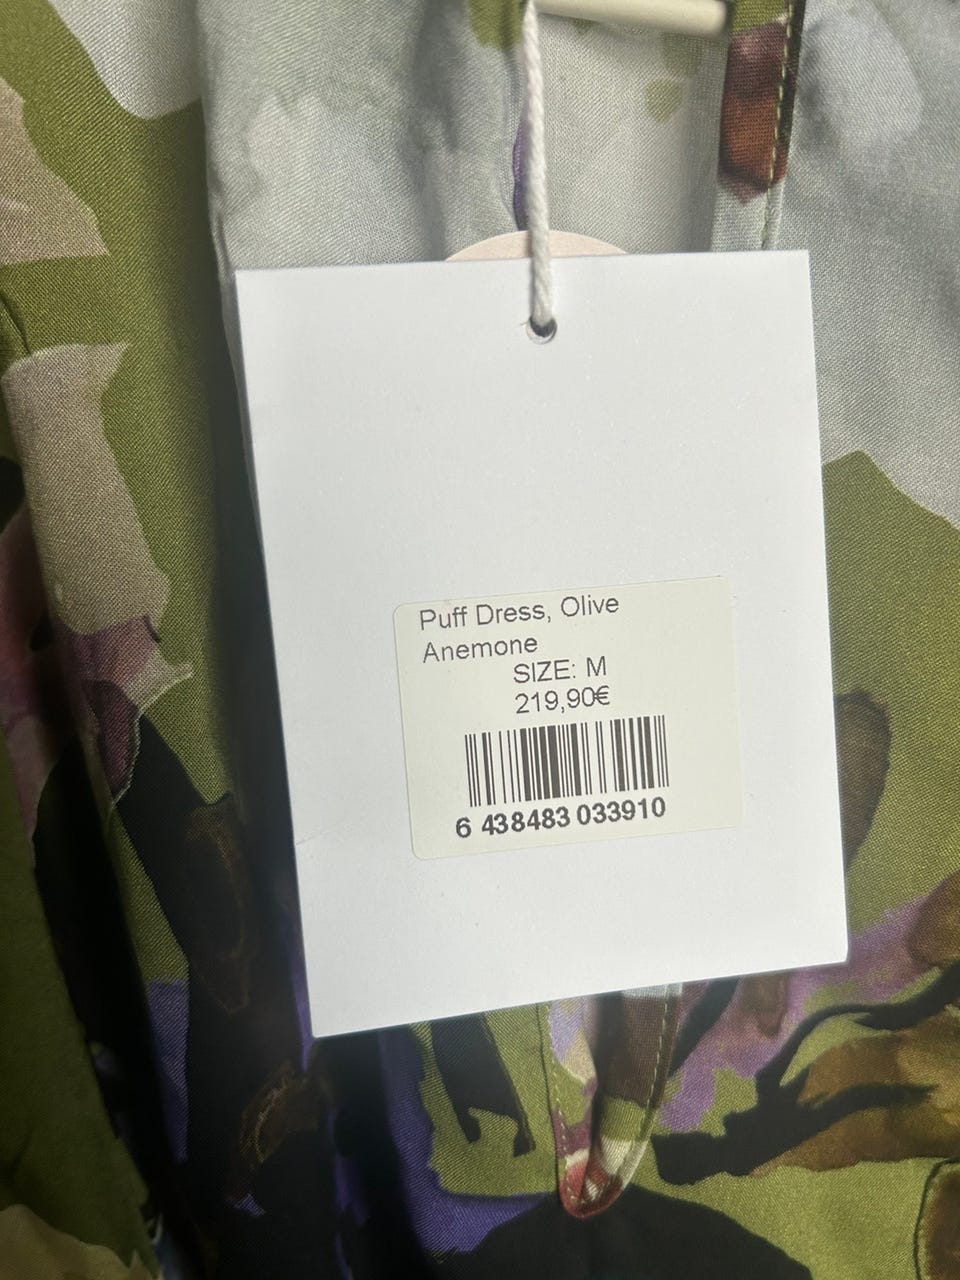 Puff Dress, Olive
Anemone
SIZE: M
219,90€
6 438483 033910